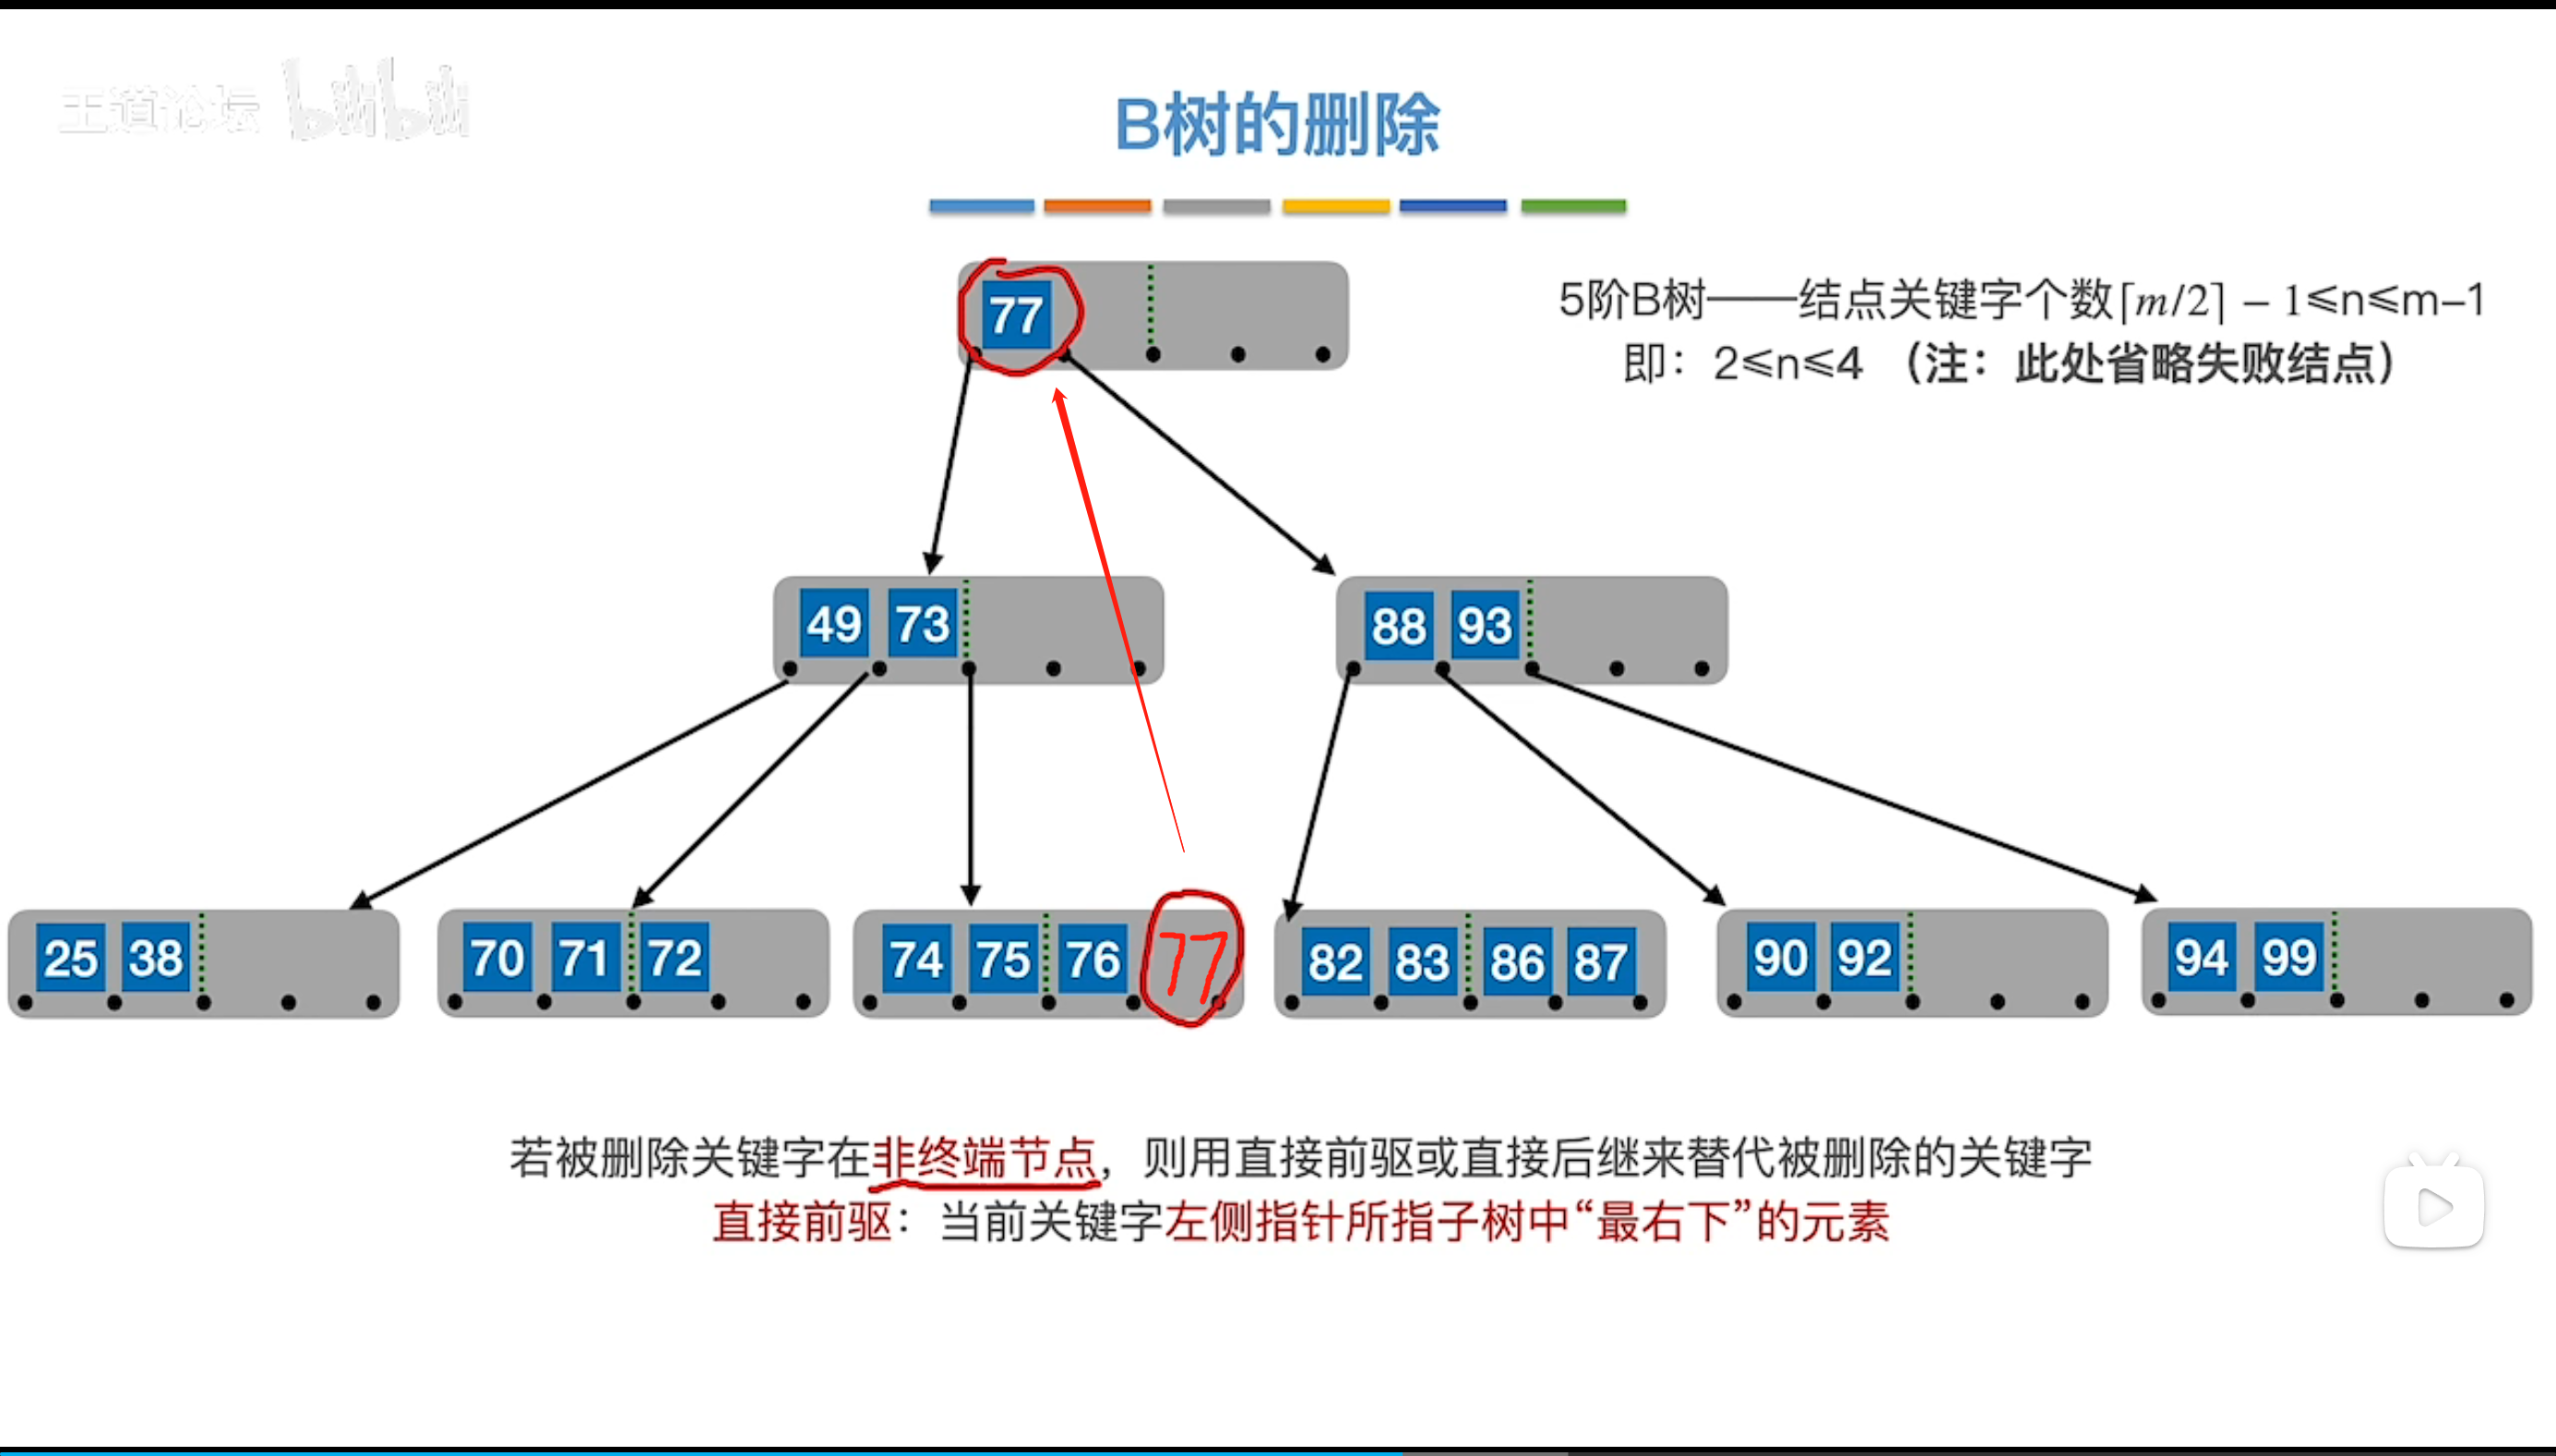 王道论坛 bilibili
B树的删除
77
5阶B树——结点关键字个数⌈m/2⌉ – 1≤n≤m–1
即：2≤n≤4 （注：此处省略失败结点）
49 73
88 93
25 38
70 71 72
74 75 76 77
82 83 86 87
90 92
94 99
若被删除关键字在非终端节点，则用直接前驱或直接后继来替代被删除的关键字
直接前驱：当前关键字左侧指针所指子树中“最右下”的元素